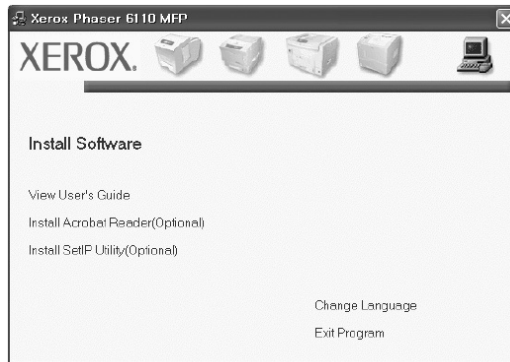 Xerox Phaser 6110 MFP
XEROX.
Install Software
View User's Guide
Install Acrobat Reader(Optional)
Install SetIP Utility(Optional)
Change Language
Exit Program